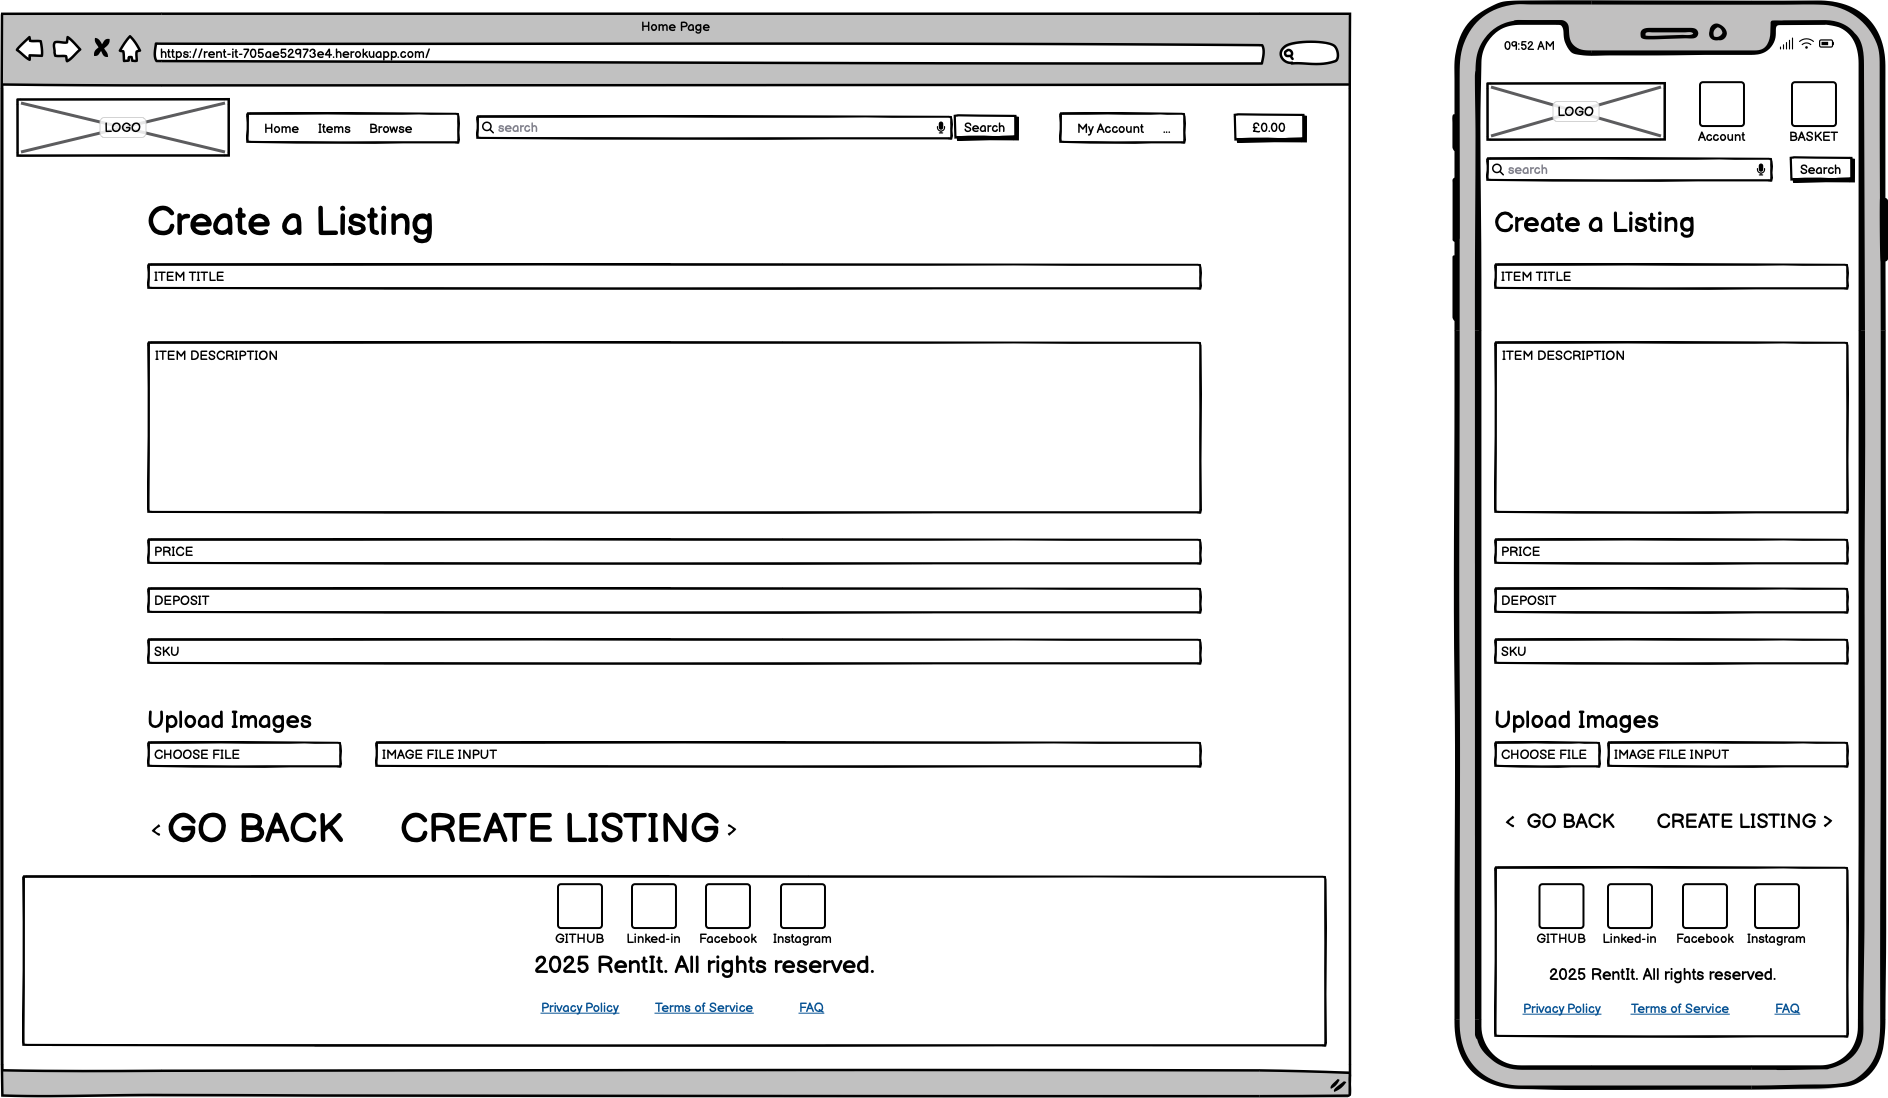 Home Page
https://rent-it-705ae52973e4.herokuapp.com/
LOGO
Home Items Browse
search
Search
My Account ...
£0.00
Create a Listing
ITEM TITLE
ITEM DESCRIPTION
PRICE
DEPOSIT
SKU
Upload Images
CHOOSE FILE
IMAGE FILE INPUT
< GO BACK
CREATE LISTING >
GITHUB Linked-in Facebook Instagram
2025 RentIt. All rights reserved.
Privacy Policy Terms of Service FAQ
09:52 AM
LOGO
Account
BASKET
search
Search
Create a Listing
ITEM TITLE
ITEM DESCRIPTION
PRICE
DEPOSIT
SKU
Upload Images
CHOOSE FILE
IMAGE FILE INPUT
< GO BACK
CREATE LISTING >
GITHUB Linked-in Facebook Instagram
2025 RentIt. All rights reserved.
Privacy Policy Terms of Service FAQ